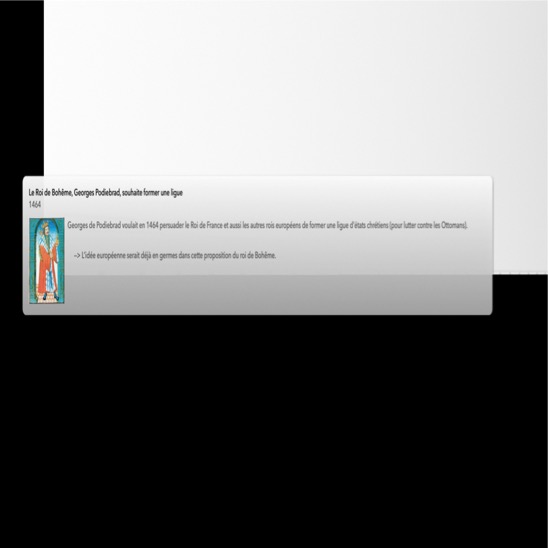 Le Roi de Bohême, Georges Podiebrad, souhaite former une ligue
1464
Georges de Podiebrad voulait en 1464 persuader le Roi de France et aussi les autres rois européens de former une ligue d'états chrétiens (pour lutter contre les Ottomans).
–> L'idée européenne serait déjà en germes dans cette proposition du roi de Bohême.